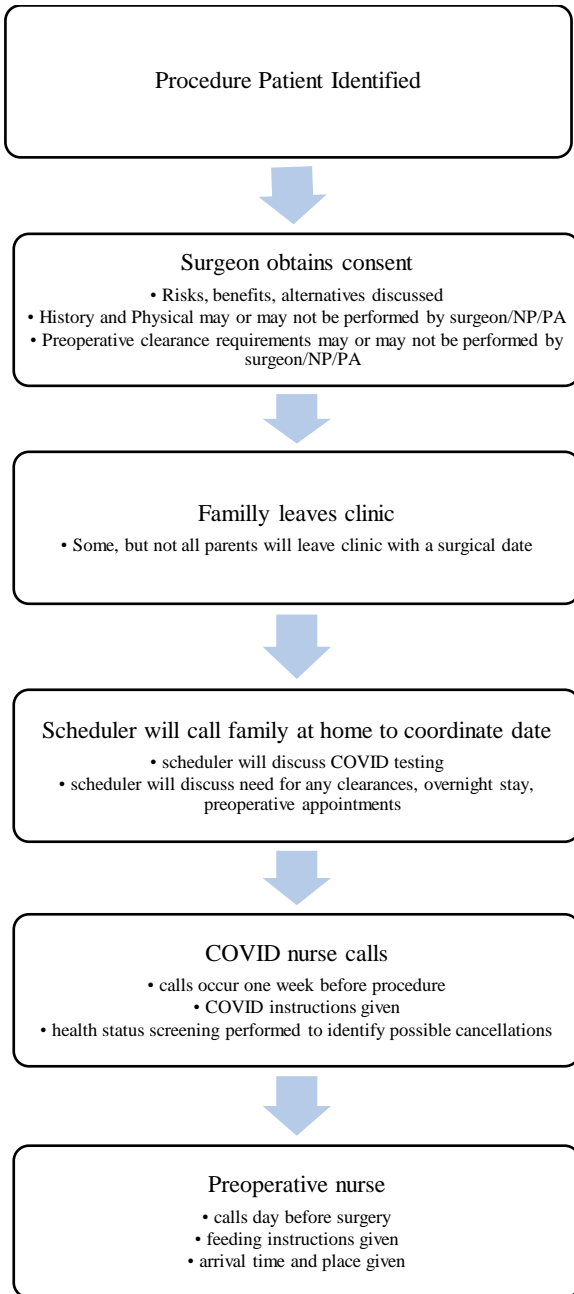 Procedure Patient Identified
Surgeon obtains consent
• Risks, benefits, alternatives discussed
• History and Physical may or may not be performed by surgeon/NP/PA
• Preoperative clearance requirements may or may not be performed by
surgeon/NP/PA
Familly leaves clinic
• Some, but not all parents will leave clinic with a surgical date
Scheduler will call family at home to coordinate date
• scheduler will discuss COVID testing
• scheduler will discuss need for any clearances, overnight stay,
preoperative appointments
COVID nurse calls
• calls occur one week before procedure
• COVID instructions given
• health status screening performed to identify possible cancellations
Preoperative nurse
• calls day before surgery
• feeding instructions given
• arrival time and place given